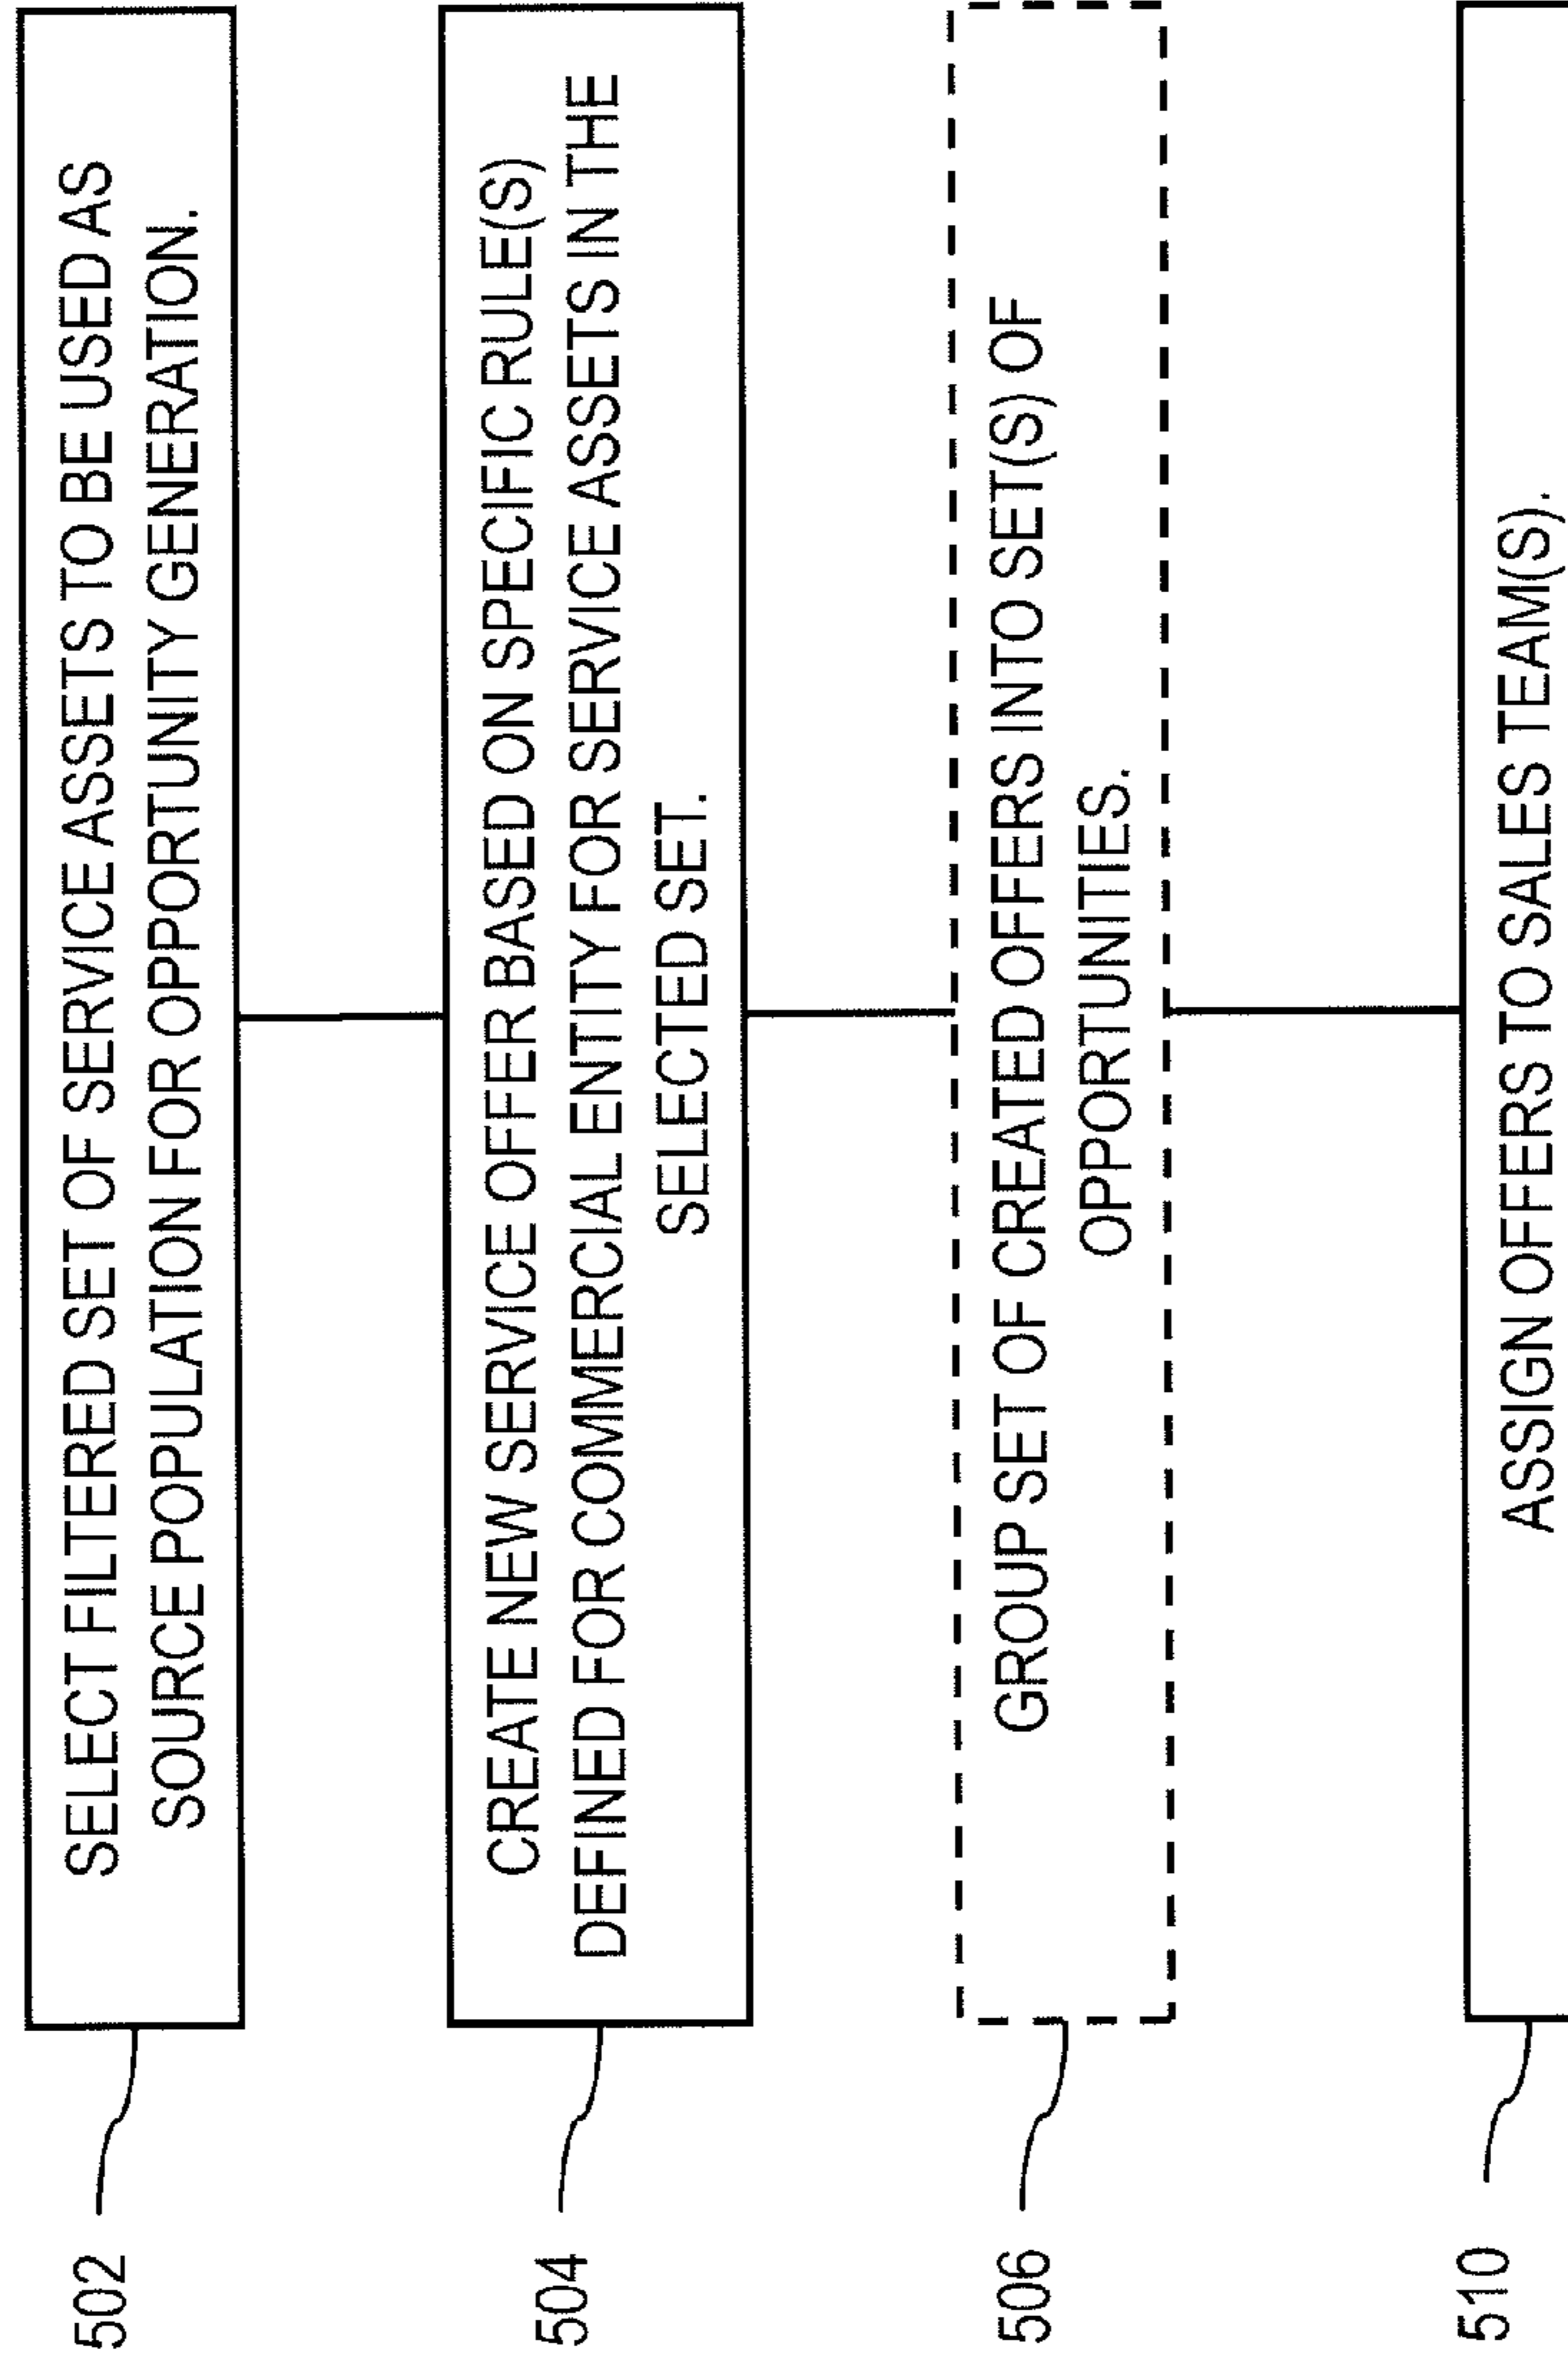 502
SELECT FILTERED SET OF SERVICE ASSETS TO BE USED AS
SOURCE POPULATION FOR OPPORTUNITY GENERATION.
504
CREATE NEW SERVICE OFFER BASED ON SPECIFIC RULE(S)
DEFINED FOR COMMERCIAL ENTITY FOR SERVICE ASSETS IN THE
SELECTED SET.
506
GROUP SET OF CREATED OFFERS INTO SET(S) OF
OPPORTUNITIES.
510
ASSIGN OFFERS TO SALES TEAM(S).